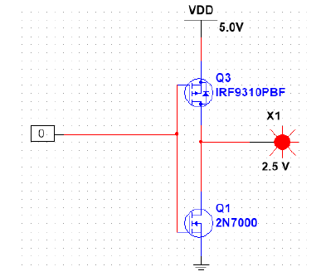 VDD
5.0V
Q3
IRF9310PBF
X1
0
2.5 V
Q1
2N7000